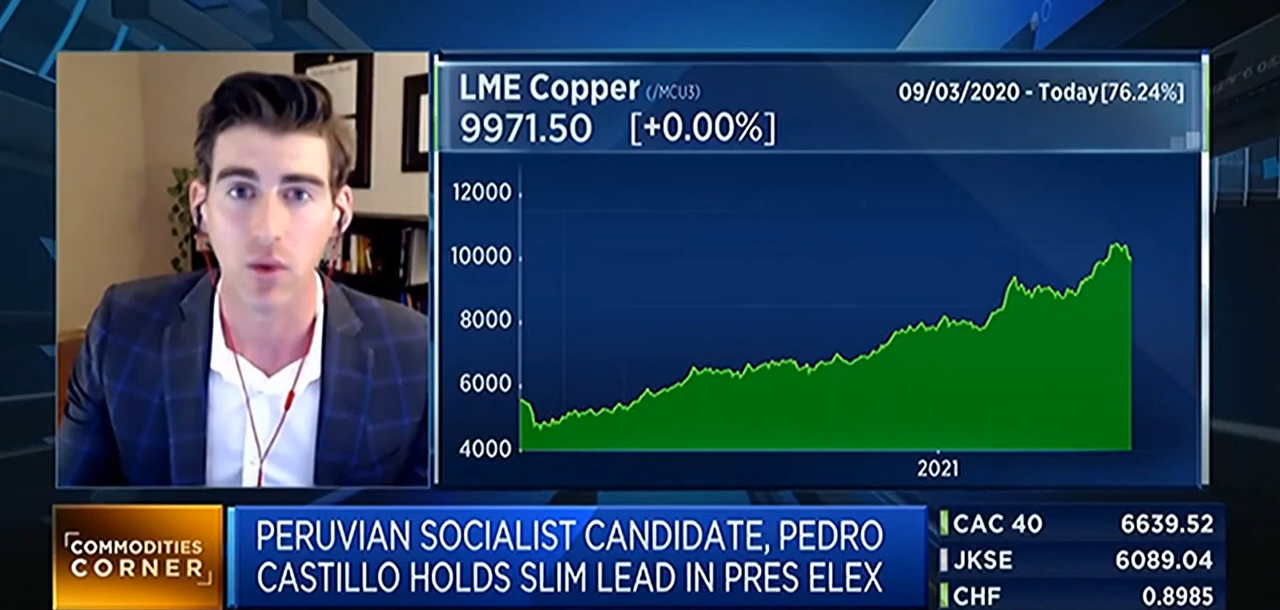 LME Copper (/MCU3)
09/03/2020 - Today[76.24%]
9971.50 [+0.00%]
12000
10000
8000
6000
4000
2021
COMMODITIES
CORNER
PERUVIAN SOCIALIST CANDIDATE, PEDRO
CASTILLO HOLDS SLIM LEAD IN PRES ELEX
CAC 40 6639.52
JKSE 6089.04
CHF 0.8985